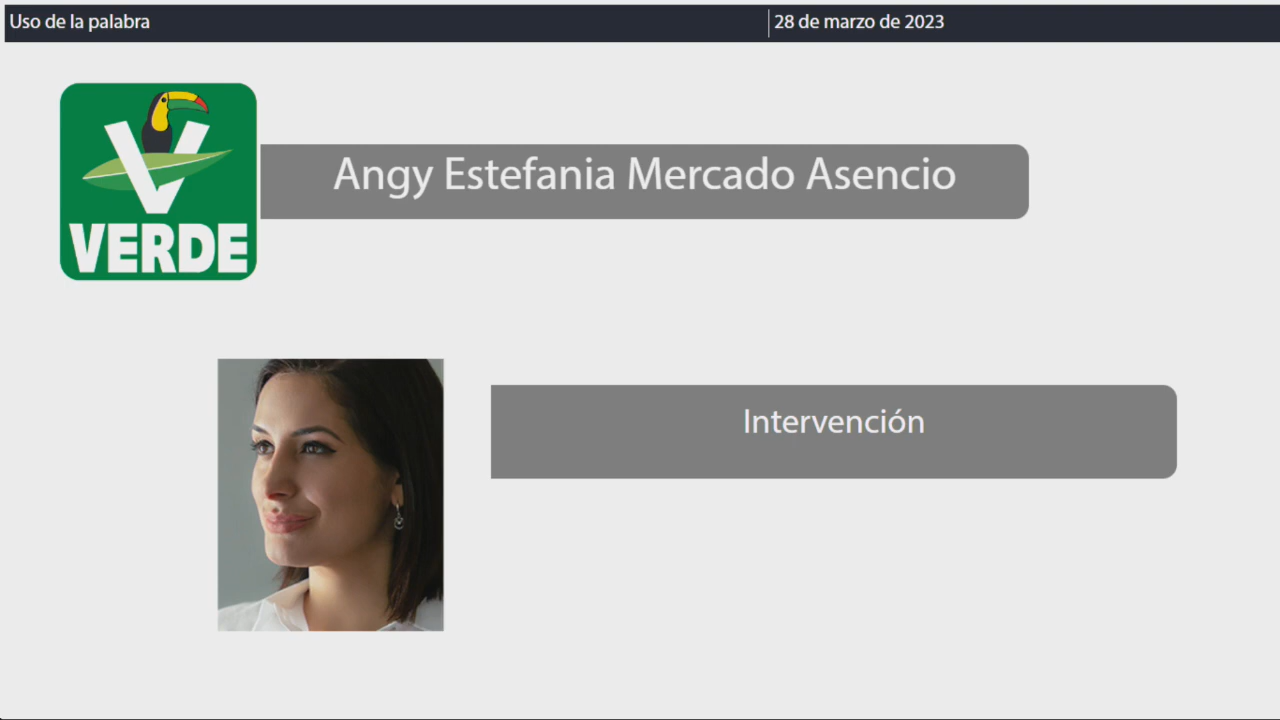 Uso de la palabra
28 de marzo de 2023
Angy Estefania Mercado Asencio
V
VERDE
Intervención